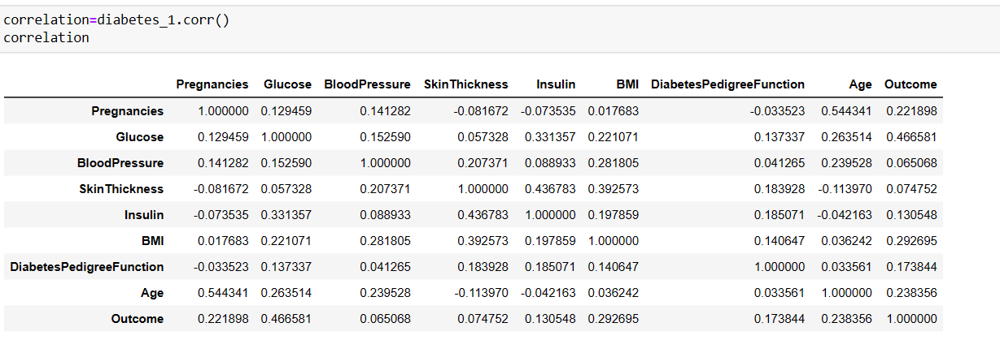 correlation=diabetes_1.corr()
correlation
Pregnancies Glucose BloodPressure SkinThickness Insulin BMI DiabetesPedigreeFunction Age Outcome
Pregnancies 1.000000 0.129459 0.141282 -0.081672 -0.073535 0.017683 -0.033523 0.544341 0.221898
Glucose 0.129459 1.000000 0.152590 0.057328 0.331357 0.221071 0.137337 0.263514 0.466581
BloodPressure 0.141282 0.152590 1.000000 0.207371 0.088933 0.281805 0.041265 0.239528 0.065068
SkinThickness -0.081672 0.057328 0.207371 1.000000 0.436783 0.392573 0.183928 -0.113970 0.074752
Insulin -0.073535 0.331357 0.088933 0.436783 1.000000 0.197859 0.185071 -0.042163 0.130548
BMI 0.017683 0.221071 0.281805 0.392573 0.197859 1.000000 0.140647 0.036242 0.292695
DiabetesPedigreeFunction -0.033523 0.137337 0.041265 0.183928 0.185071 0.140647 1.000000 0.033561 0.173844
Age 0.544341 0.263514 0.239528 -0.113970 -0.042163 0.036242 0.033561 1.000000 0.238356
Outcome 0.221898 0.466581 0.065068 0.074752 0.130548 0.292695 0.173844 0.238356 1.000000